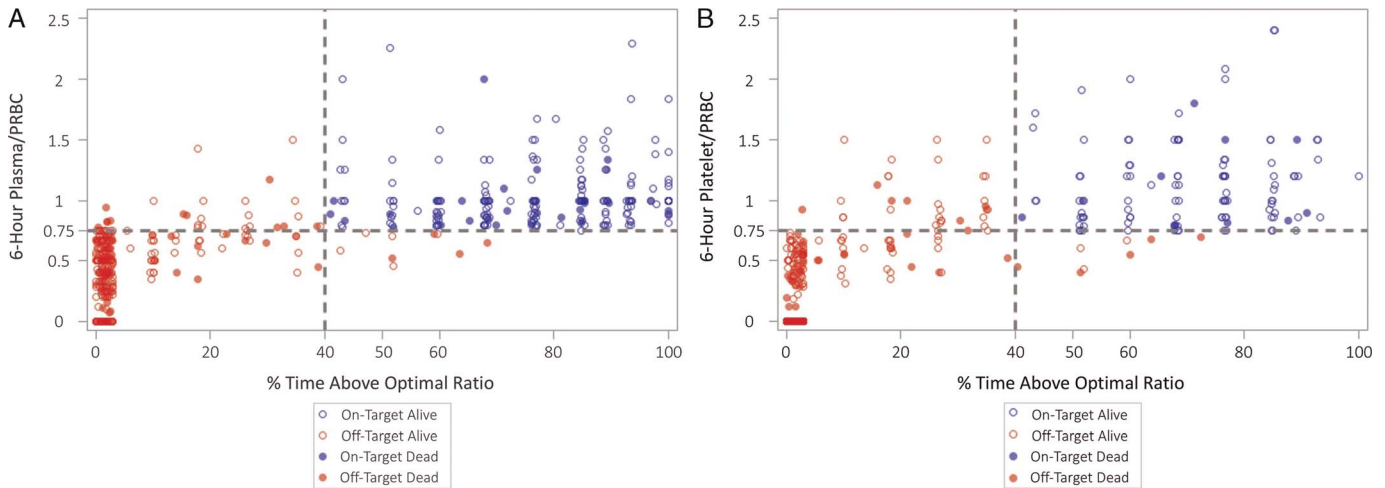 A
6-Hour Plasma/PRBC
2.5
2
1.5
1
0.75
0.5
0
0 20 40 60 80 100
% Time Above Optimal Ratio
On-Target Alive
Off-Target Alive
On-Target Dead
Off-Target Dead
B
6-Hour Platelet/PRBC
2.5
2
1.5
1
0.75
0.5
0
0 20 40 60 80 100
% Time Above Optimal Ratio
On-Target Alive
Off-Target Alive
On-Target Dead
Off-Target Dead